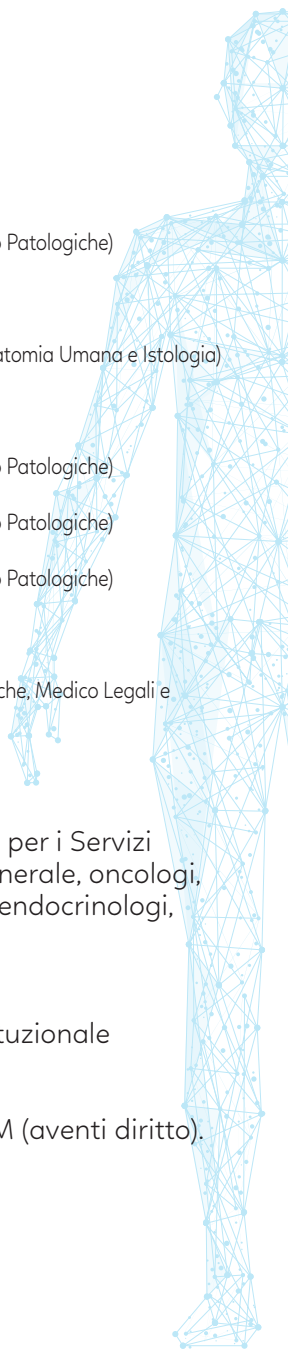 o Patologiche)
atomia Umana e Istologia)
o Patologiche)
o Patologiche)
o Patologiche)
che, Medico Legali e
per i Servizi
nerale, oncologi,
endocrinologi,
tuzionale
M (aventi diritto).